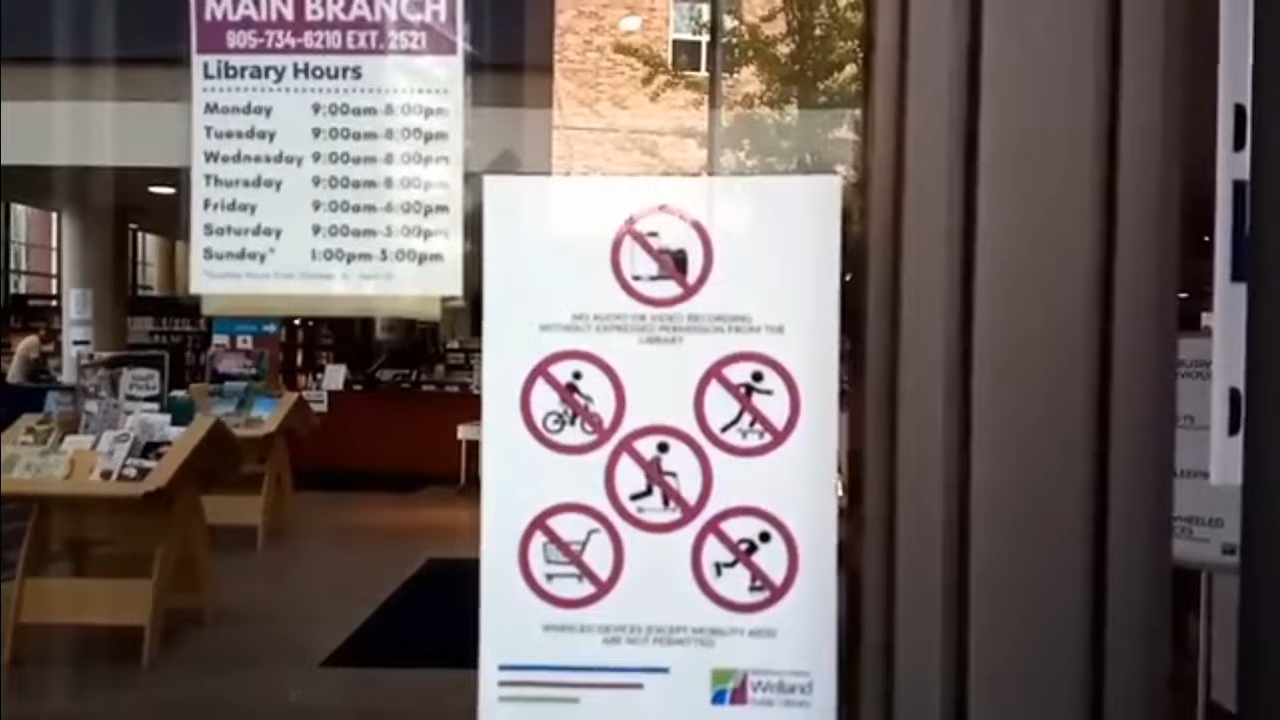 MAIN BRANCH
905-734-6210 EXT. 2521
Library Hours
Monday 9:00am-8:00pm
Tuesday 9:00am-8:00pm
Wednesday 9:00am-8:00pm
Thursday 9:00am-8:00pm
Friday 9:00am-6:00pm
Saturday 9:00am-5:00pm
Sunday* 1:00pm-5:00pm
NO AUDIO OR VIDEO RECORDING
WITHOUT EXPRESSED PERMISSION FROM THE
LIBRARY
WHEELED DEVICES (EXCEPT MOBILITY AIDS)
ARE NOT PERMITTED
Welland
Public Library
WHEELED